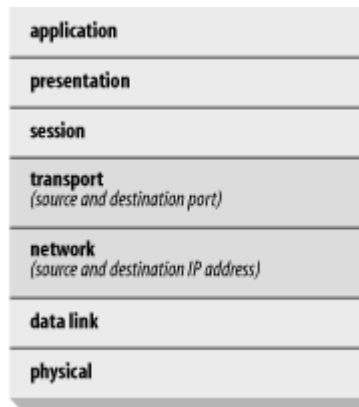 application
presentation
session
transport
(source and destination port)
network
(source and destination IP address)
data link
physical